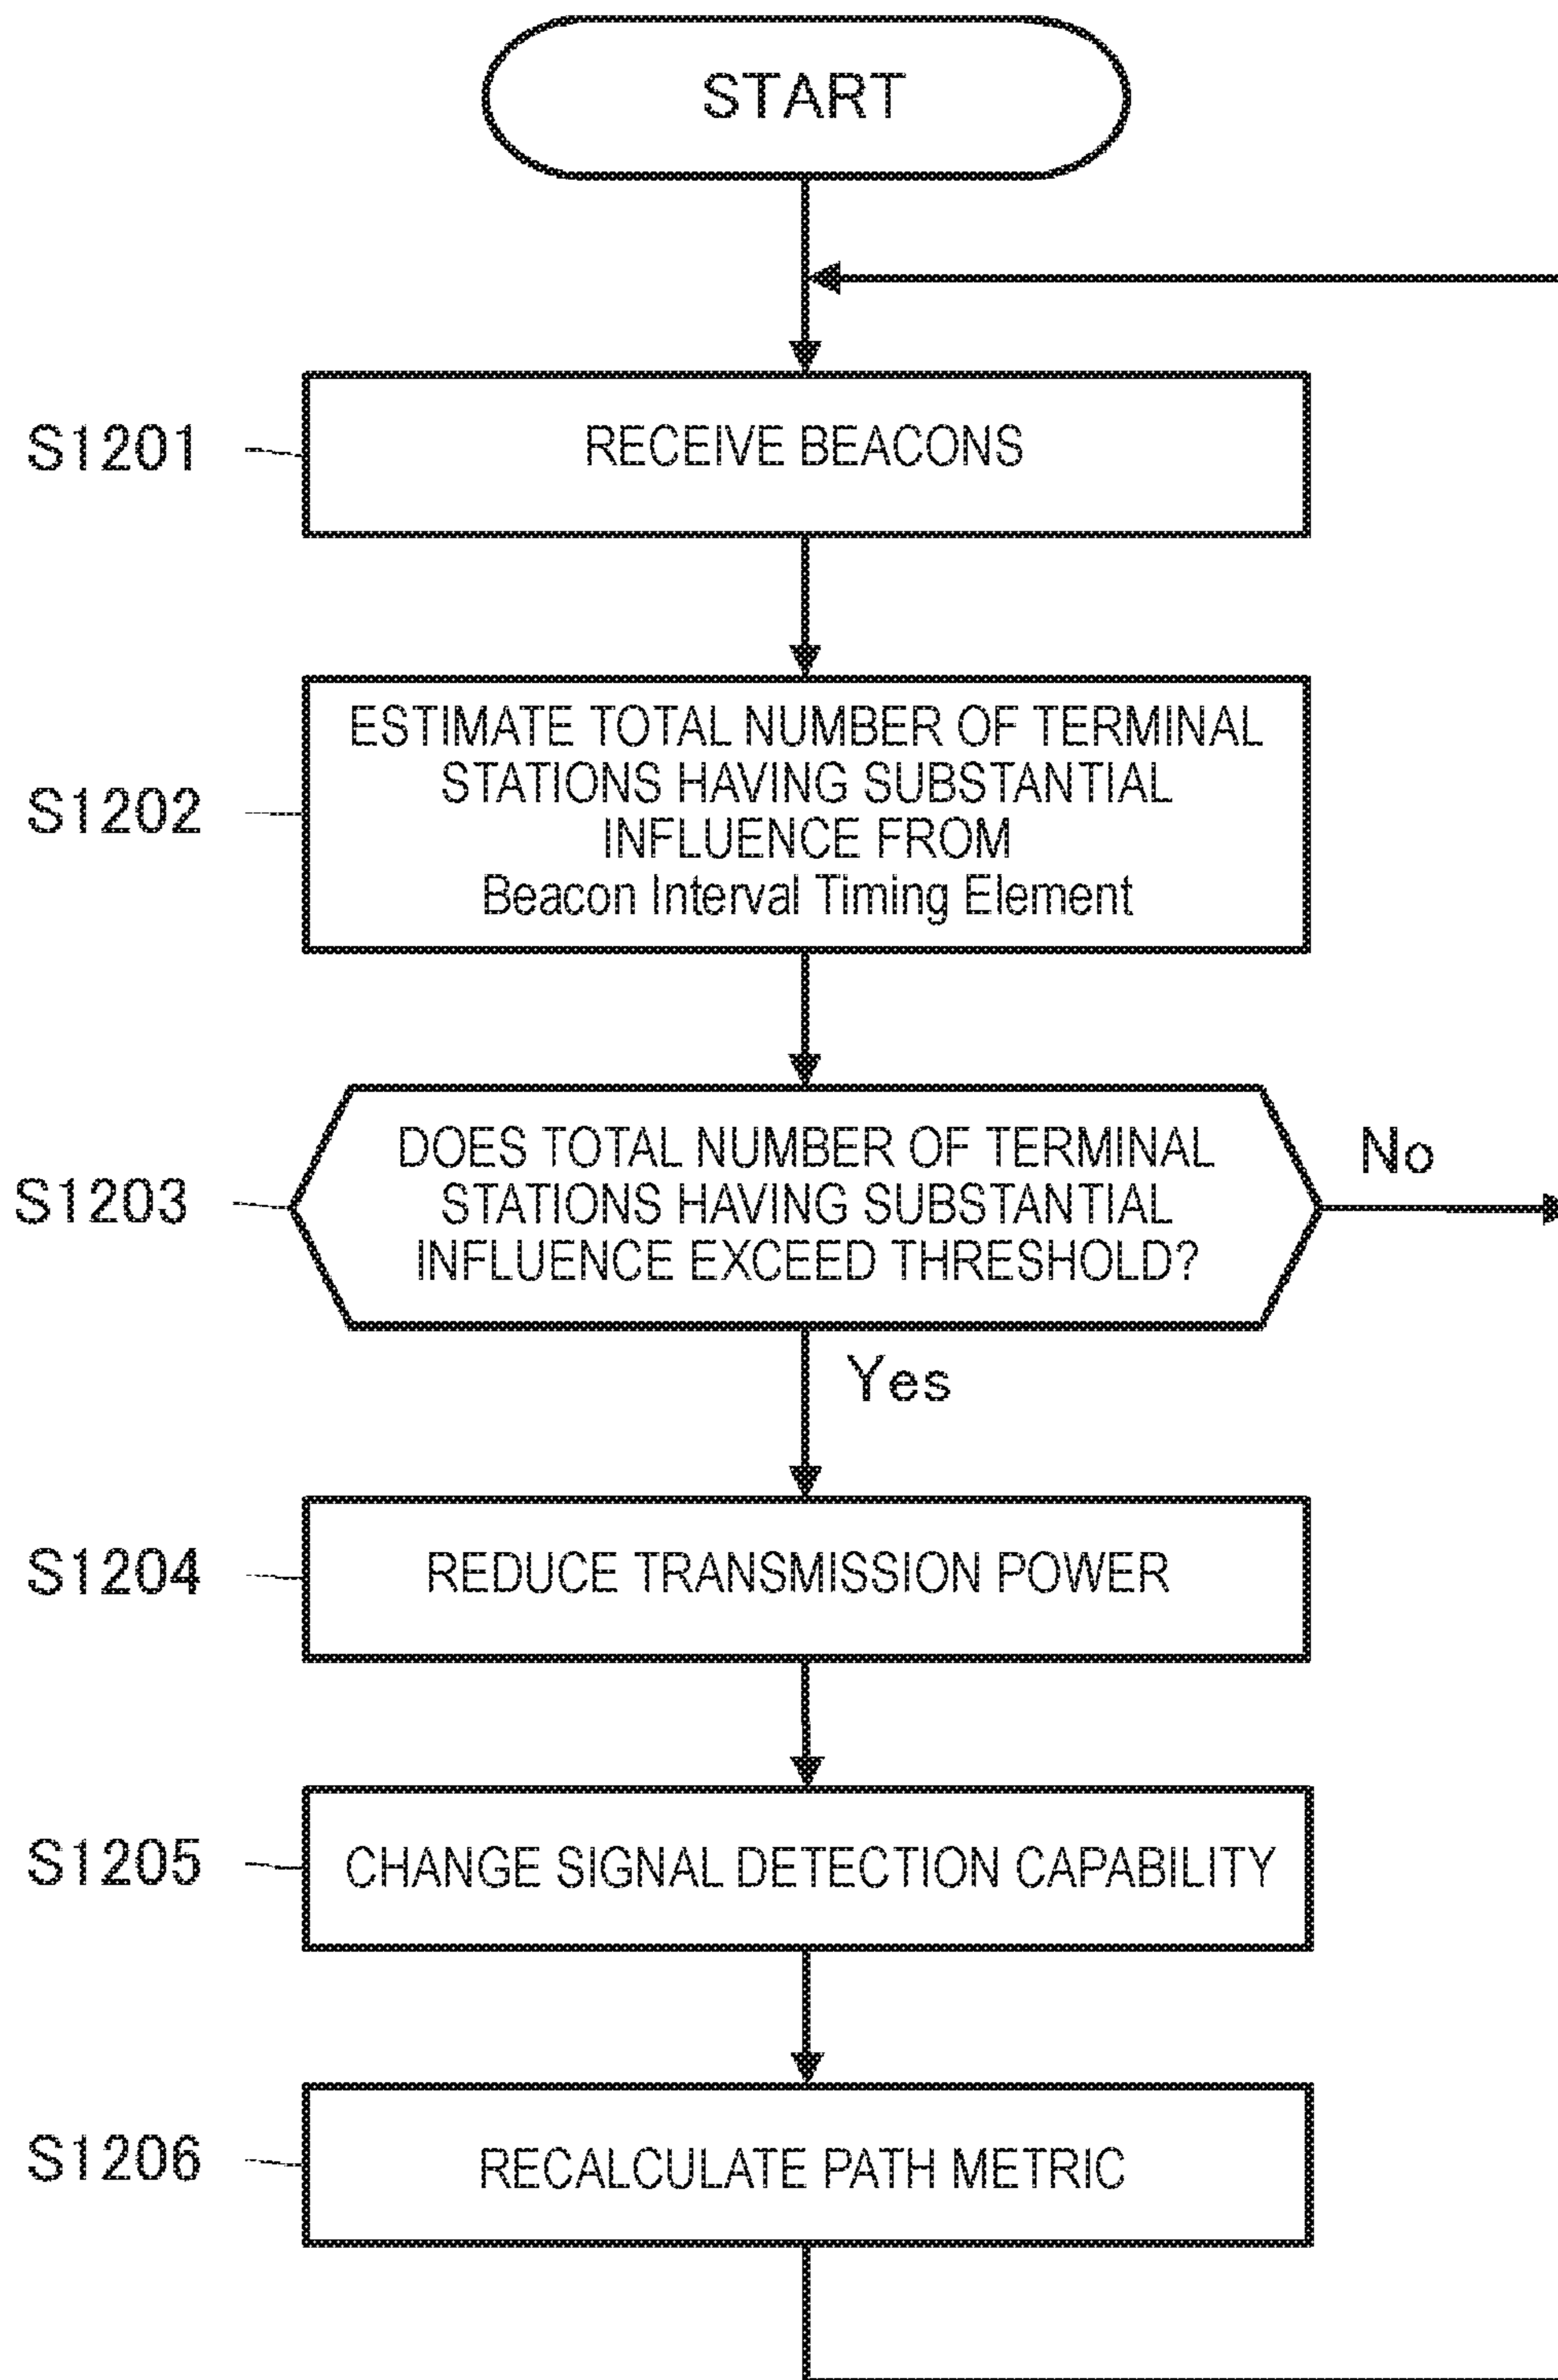 START
S1201
RECEIVE BEACONS
S1202
ESTIMATE TOTAL NUMBER OF TERMINAL
STATIONS HAVING SUBSTANTIAL
INFLUENCE FROM
Beacon Interval Timing Element
S1203
DOES TOTAL NUMBER OF TERMINAL
STATIONS HAVING SUBSTANTIAL
INFLUENCE EXCEED THRESHOLD?
No
Yes
S1204
REDUCE TRANSMISSION POWER
S1205
CHANGE SIGNAL DETECTION CAPABILITY
S1206
RECALCULATE PATH METRIC